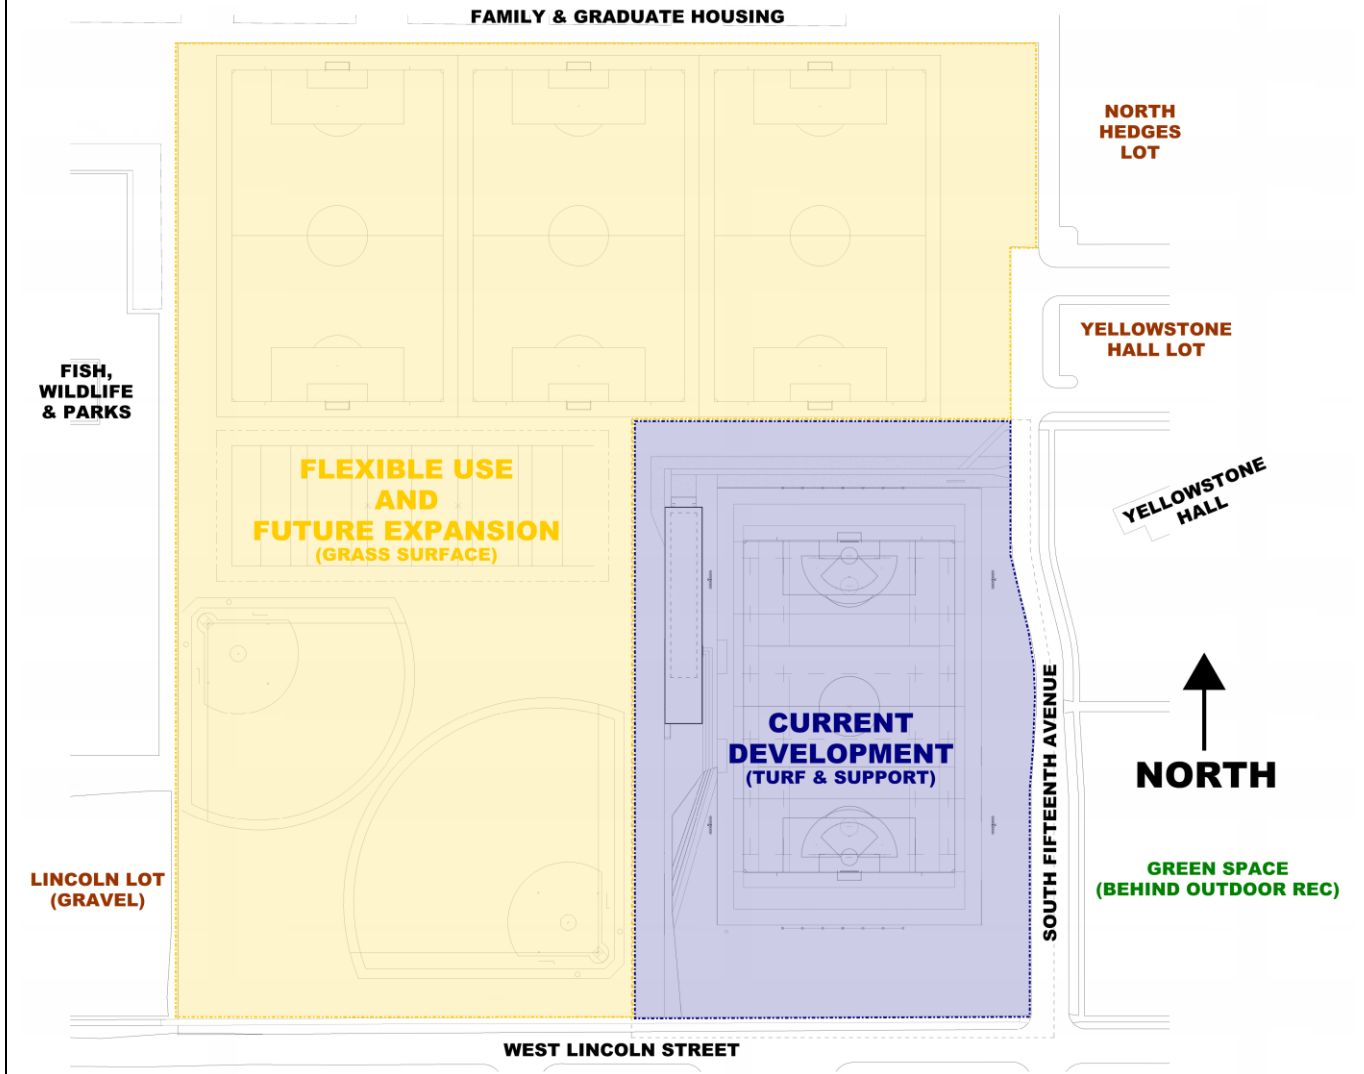 FAMILY & GRADUATE HOUSING
NORTH
HEDGES
LOT
YELLOWSTONE
HALL LOT
FISH,
WILDLIFE
& PARKS
FLEXIBLE USE
AND
FUTURE EXPANSION
(GRASS SURFACE)
YELLOWSTONE
HALL
CURRENT
DEVELOPMENT
(TURF & SUPPORT)
SOUTH FIFTEENTH AVENUE
NORTH
LINCOLN LOT
(GRAVEL)
GREEN SPACE
(BEHIND OUTDOOR REC)
WEST LINCOLN STREET